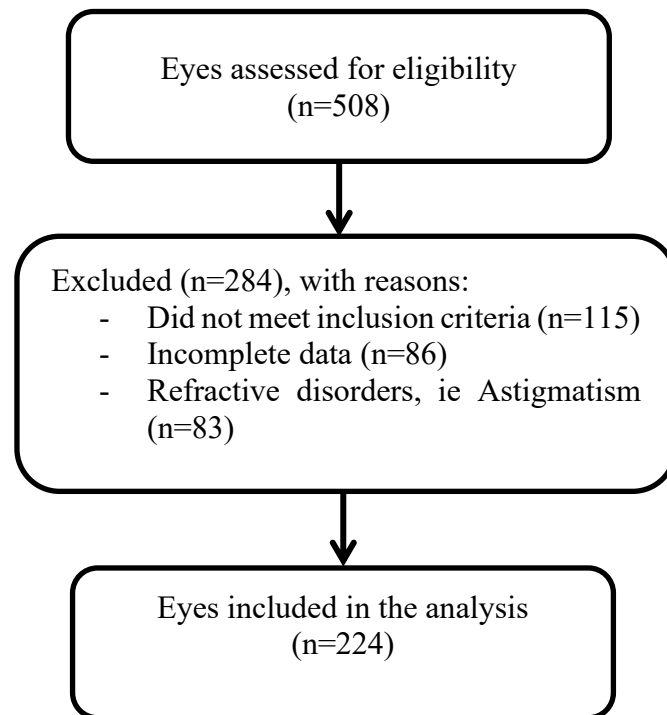 Eyes assessed for eligibility
(n=508)
Excluded (n=284), with reasons:
- Did not meet inclusion criteria (n=115)
- Incomplete data (n=86)
- Refractive disorders, ie Astigmatism
(n=83)
Eyes included in the analysis
(n=224)